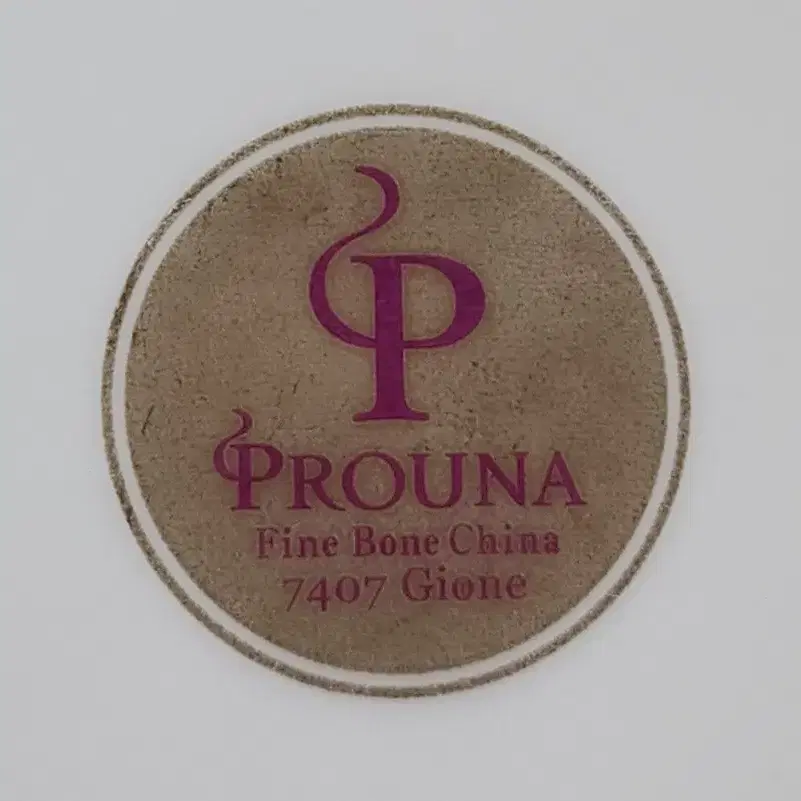 P
PROUNA
Fine Bone China
7407 Gione